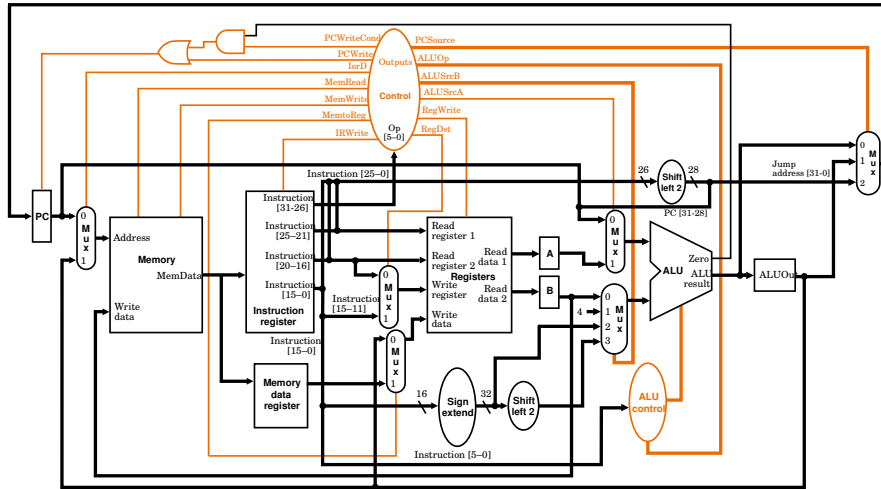 PCWriteCond
PCWrite
IorD
MemRead
MemWrite
MemtoReg
IRWrite
Outputs
Control
Op
[5–0]
PCSource
ALUOp
ALUSrcB
ALUSrcA
RegWrite
RegDst
Instruction [25–0]
26
Shift
left 2
28
Jump
address [31-0]
PC [31-28]
0
1
2
M
u
x
PC
0
M
u
x
1
Address
Memory
MemData
Write
data
Instruction
[31-26]
Instruction
[25–21]
Instruction
[20–16]
Instruction
[15–0]
Instruction
register
Instruction
[15–11]
Instruction
[15–0]
0
M
u
x
1
0
M
u
x
1
Read
register 1
Read
register 2
Registers
Write
register
Write
data
Read
data 1
Read
data 2
A
B
0
M
u
x
1
4
0
1
2
3
M
u
x
Zero
ALU
ALU
result
ALUOut
Memory
data
register
16
Sign
extend
32
Shift
left 2
ALU
control
Instruction [5–0]